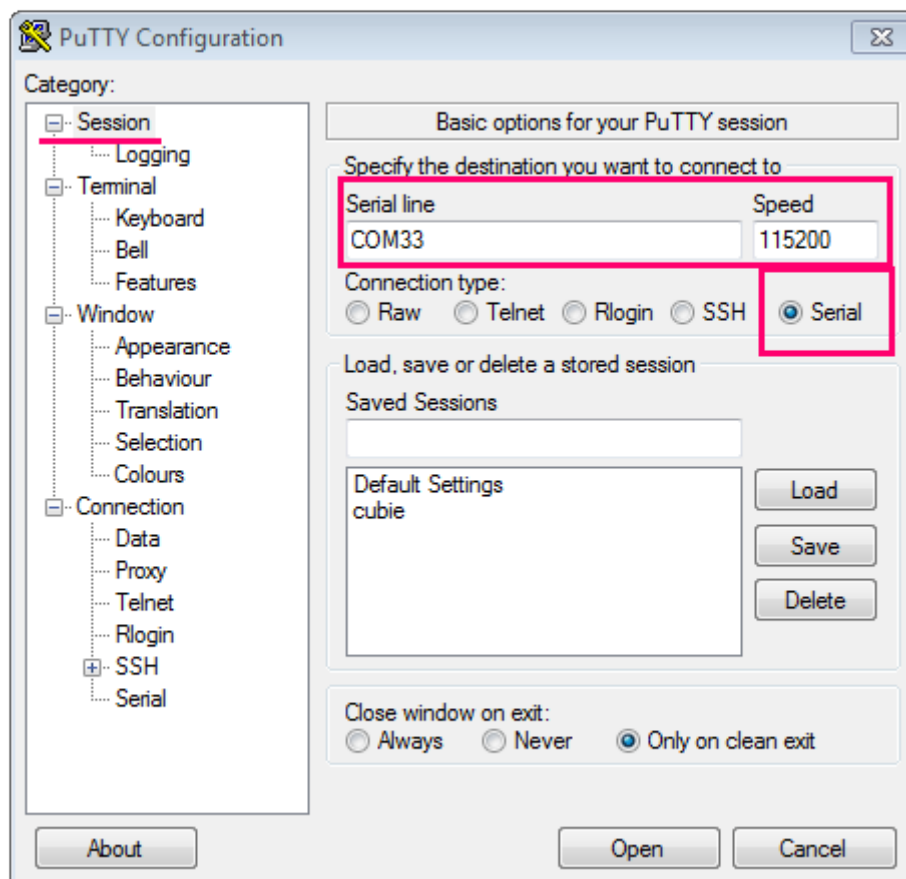 PuTTY Configuration
Category:
Session
Logging
Terminal
Keyboard
Bell
Features
Window
Appearance
Behaviour
Translation
Selection
Colours
Connection
Data
Proxy
Telnet
Rlogin
SSH
Serial
Basic options for your PuTTY session
Specify the destination you want to connect to
Serial line Speed
COM33 115200
Connection type:
Raw Telnet Rlogin SSH Serial
Load, save or delete a stored session
Saved Sessions
Default Settings
cubie
Load
Save
Delete
Close window on exit:
Always Never Only on clean exit
About Open Cancel